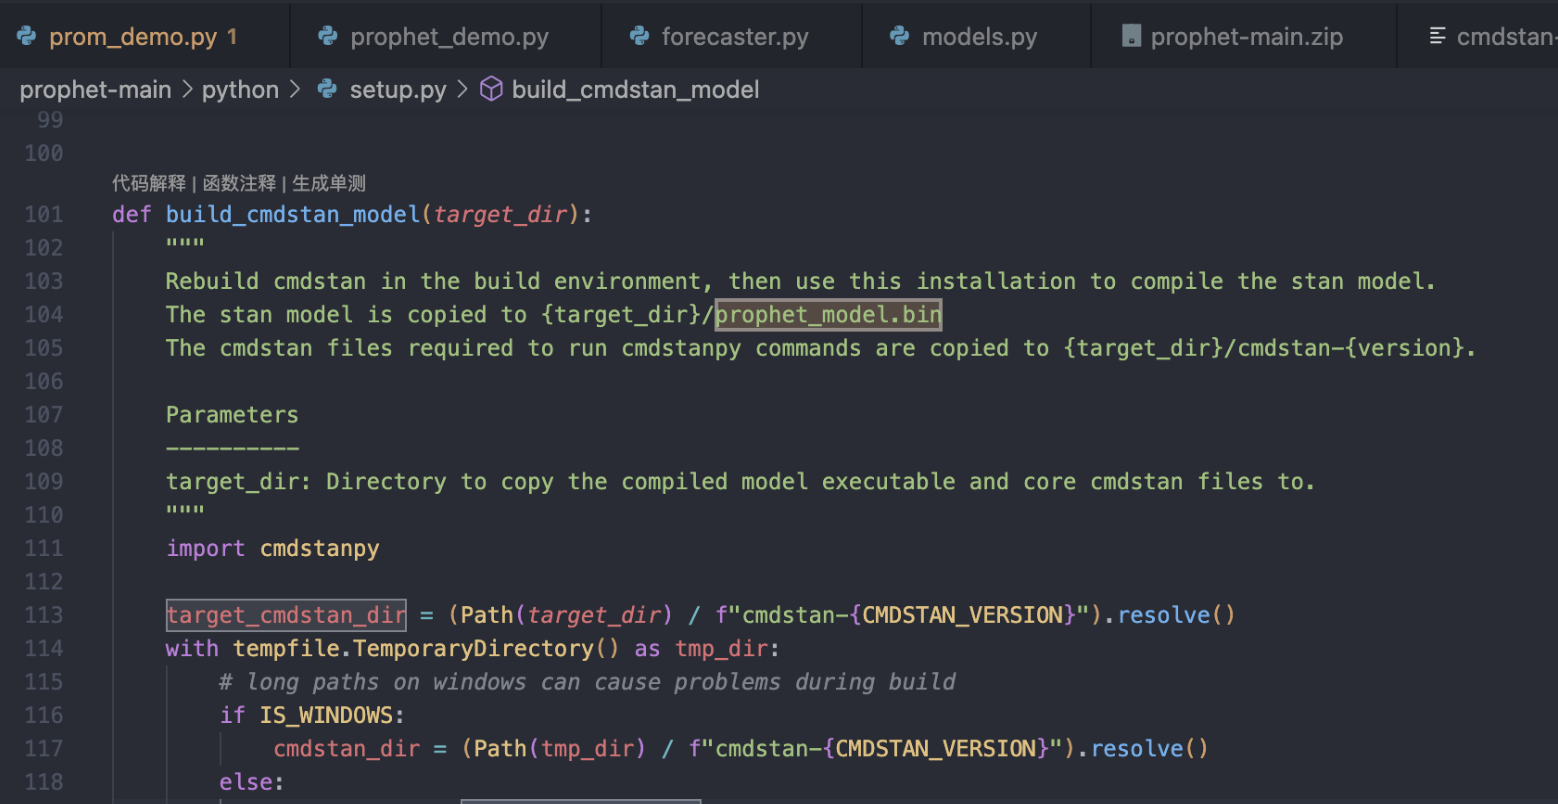 prom_demo.py 1 prophet_demo.py forecaster.py models.py prophet-main.zip cmdstan-
prophet-main > python > setup.py > build_cmdstan_model
99
100
代码解释 | 函数注释 | 生成单测
101 def build_cmdstan_model(target_dir):
102 """
103 Rebuild cmdstan in the build environment, then use this installation to compile the stan model.
104 The stan model is copied to {target_dir}/prophet_model.bin
105 The cmdstan files required to run cmdstanpy commands are copied to {target_dir}/cmdstan-{version}.
106
107 Parameters
108 ----------
109 target_dir: Directory to copy the compiled model executable and core cmdstan files to.
110 """
111 import cmdstanpy
112
113 target_cmdstan_dir = (Path(target_dir) / f"cmdstan-{CMDSTAN_VERSION}").resolve()
114 with tempfile.TemporaryDirectory() as tmp_dir:
115 # long paths on windows can cause problems during build
116 if IS_WINDOWS:
117 cmdstan_dir = (Path(tmp_dir) / f"cmdstan-{CMDSTAN_VERSION}").resolve()
118 else: